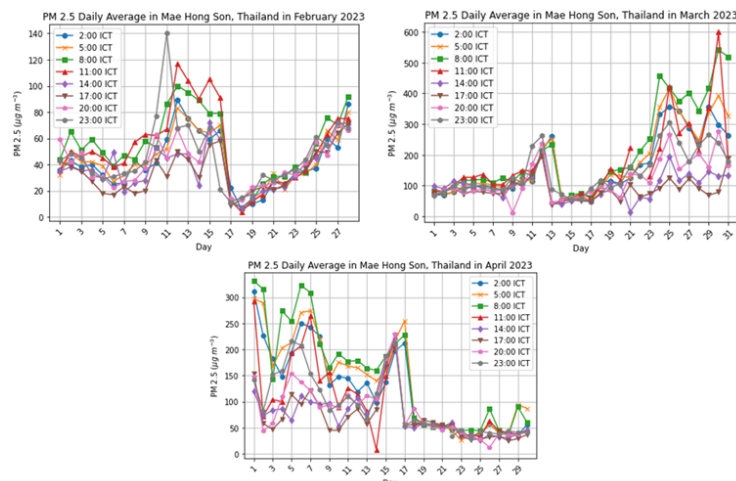 PM 2.5 Daily Average in Mae Hong Son, Thailand in February 2023
140
120
100
80
60
40
20
0
PM 2.5 (μg m⁻³)
2:00 ICT
5:00 ICT
8:00 ICT
11:00 ICT
14:00 ICT
17:00 ICT
20:00 ICT
23:00 ICT
1 3 5 7 9 11 13 15 17 19 21 23 25 27
Day
PM 2.5 Daily Average in Mae Hong Son, Thailand in March 2023
600
500
400
300
200
100
0
PM 2.5 (μg m⁻³)
2:00 ICT
5:00 ICT
8:00 ICT
11:00 ICT
14:00 ICT
17:00 ICT
20:00 ICT
23:00 ICT
1 3 5 7 9 11 13 15 17 19 21 23 25 27 29 31
Day
PM 2.5 Daily Average in Mae Hong Son, Thailand in April 2023
300
250
200
150
100
50
0
PM 2.5 (μg m⁻³)
2:00 ICT
5:00 ICT
8:00 ICT
11:00 ICT
14:00 ICT
17:00 ICT
20:00 ICT
23:00 ICT
1 3 5 7 9 11 13 15 17 19 21 23 25 27 29
Day